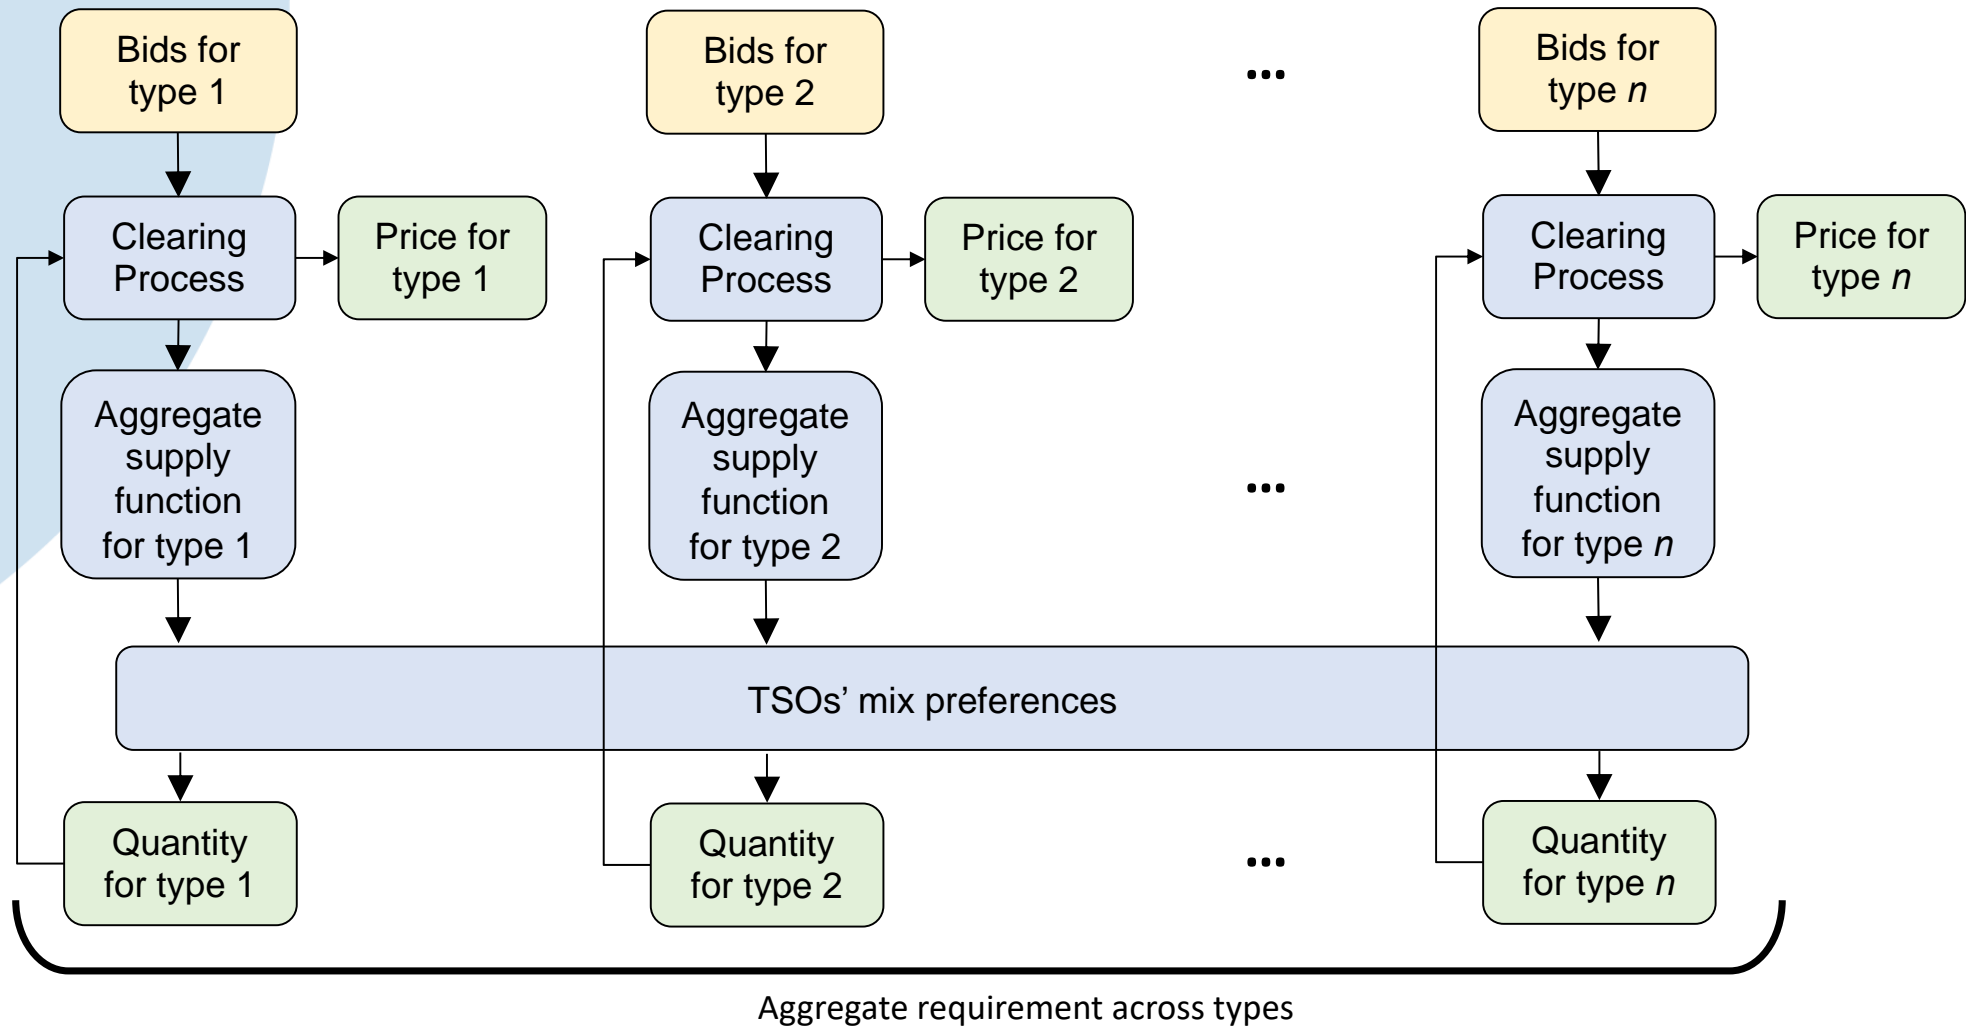 Bids for
type 1
Bids for
type 2
...
Bids for
type n
Clearing
Process
Price for
type 1
Clearing
Process
Price for
type 2
Clearing
Process
Price for
type n
Aggregate
supply
function
for type 1
Aggregate
supply
function
for type 2
...
Aggregate
supply
function
for type n
TSOs’ mix preferences
Quantity
for type 1
Quantity
for type 2
...
Quantity
for type n
Aggregate requirement across types